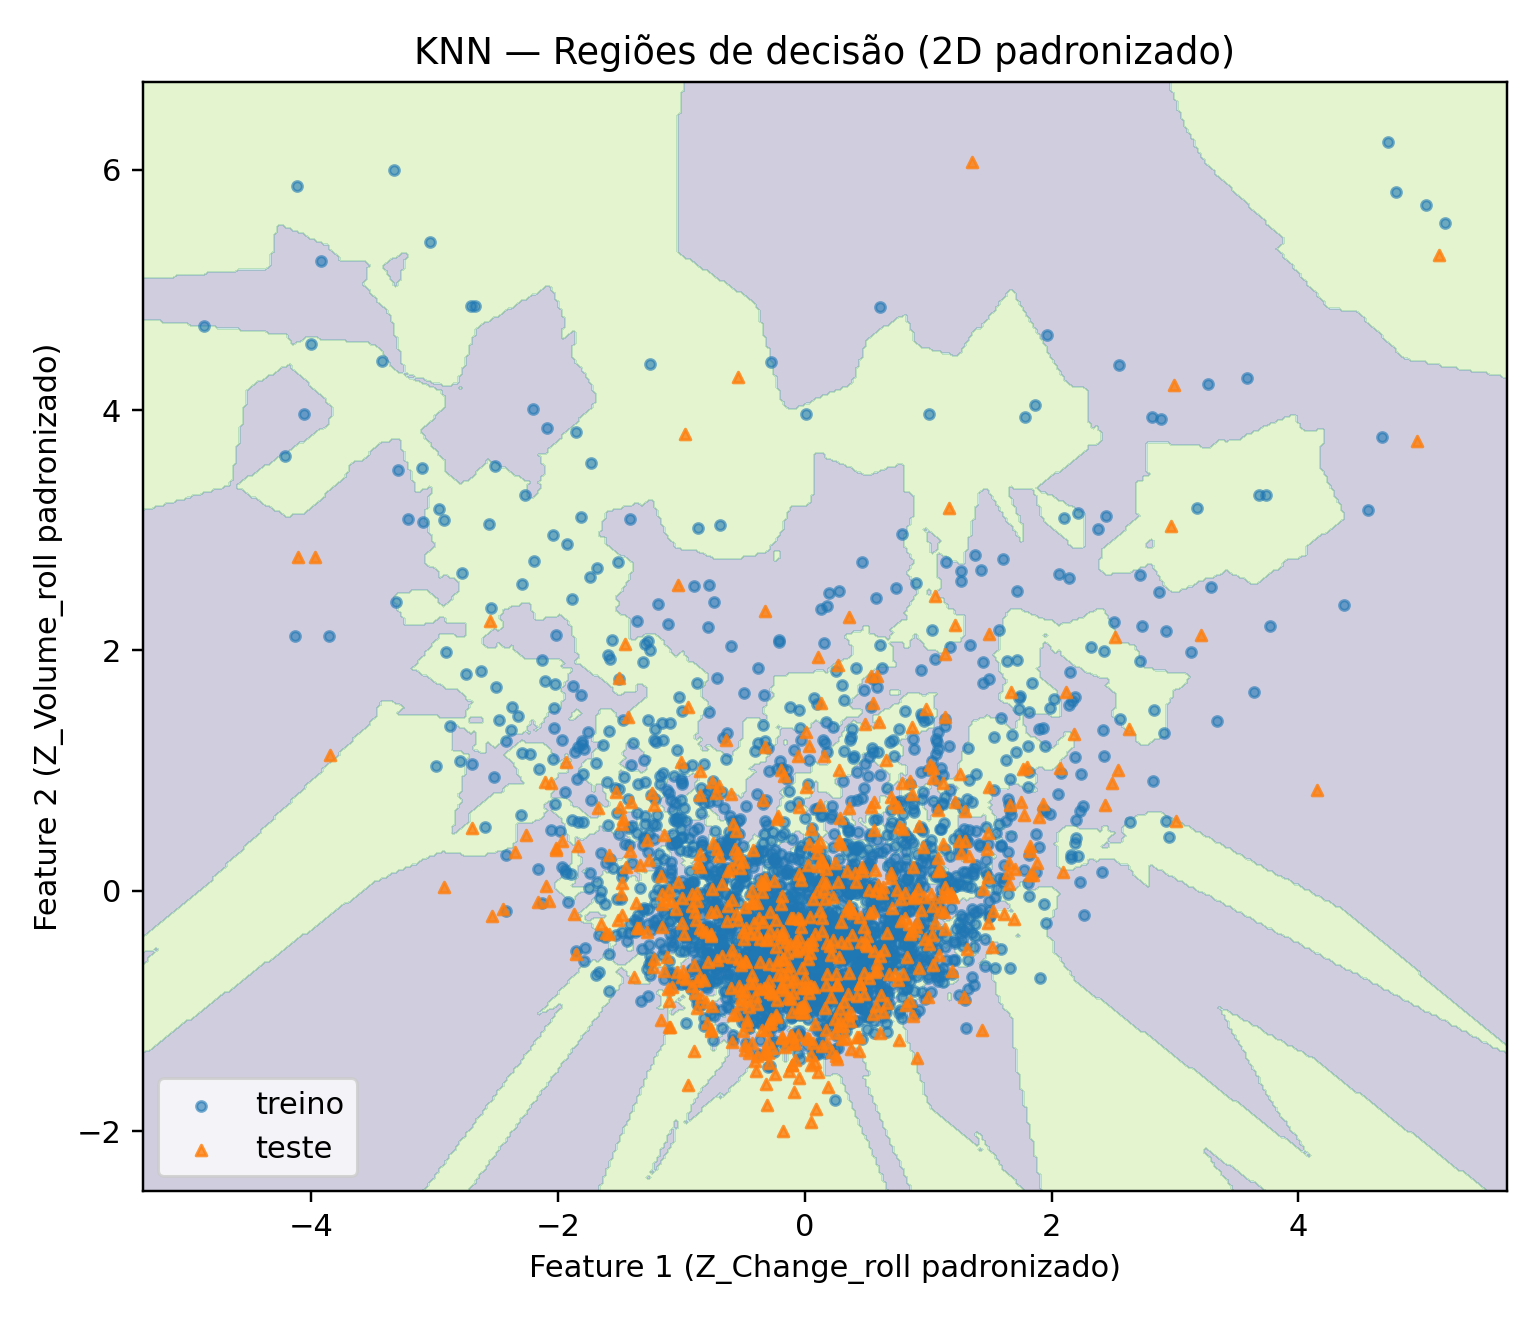 KNN — Regiões de decisão (2D padronizado)
Feature 2 (Z_Volume_roll padronizado)
6
4
2
0
−2
treino
teste
−4
−2
0
2
4
Feature 1 (Z_Change_roll padronizado)